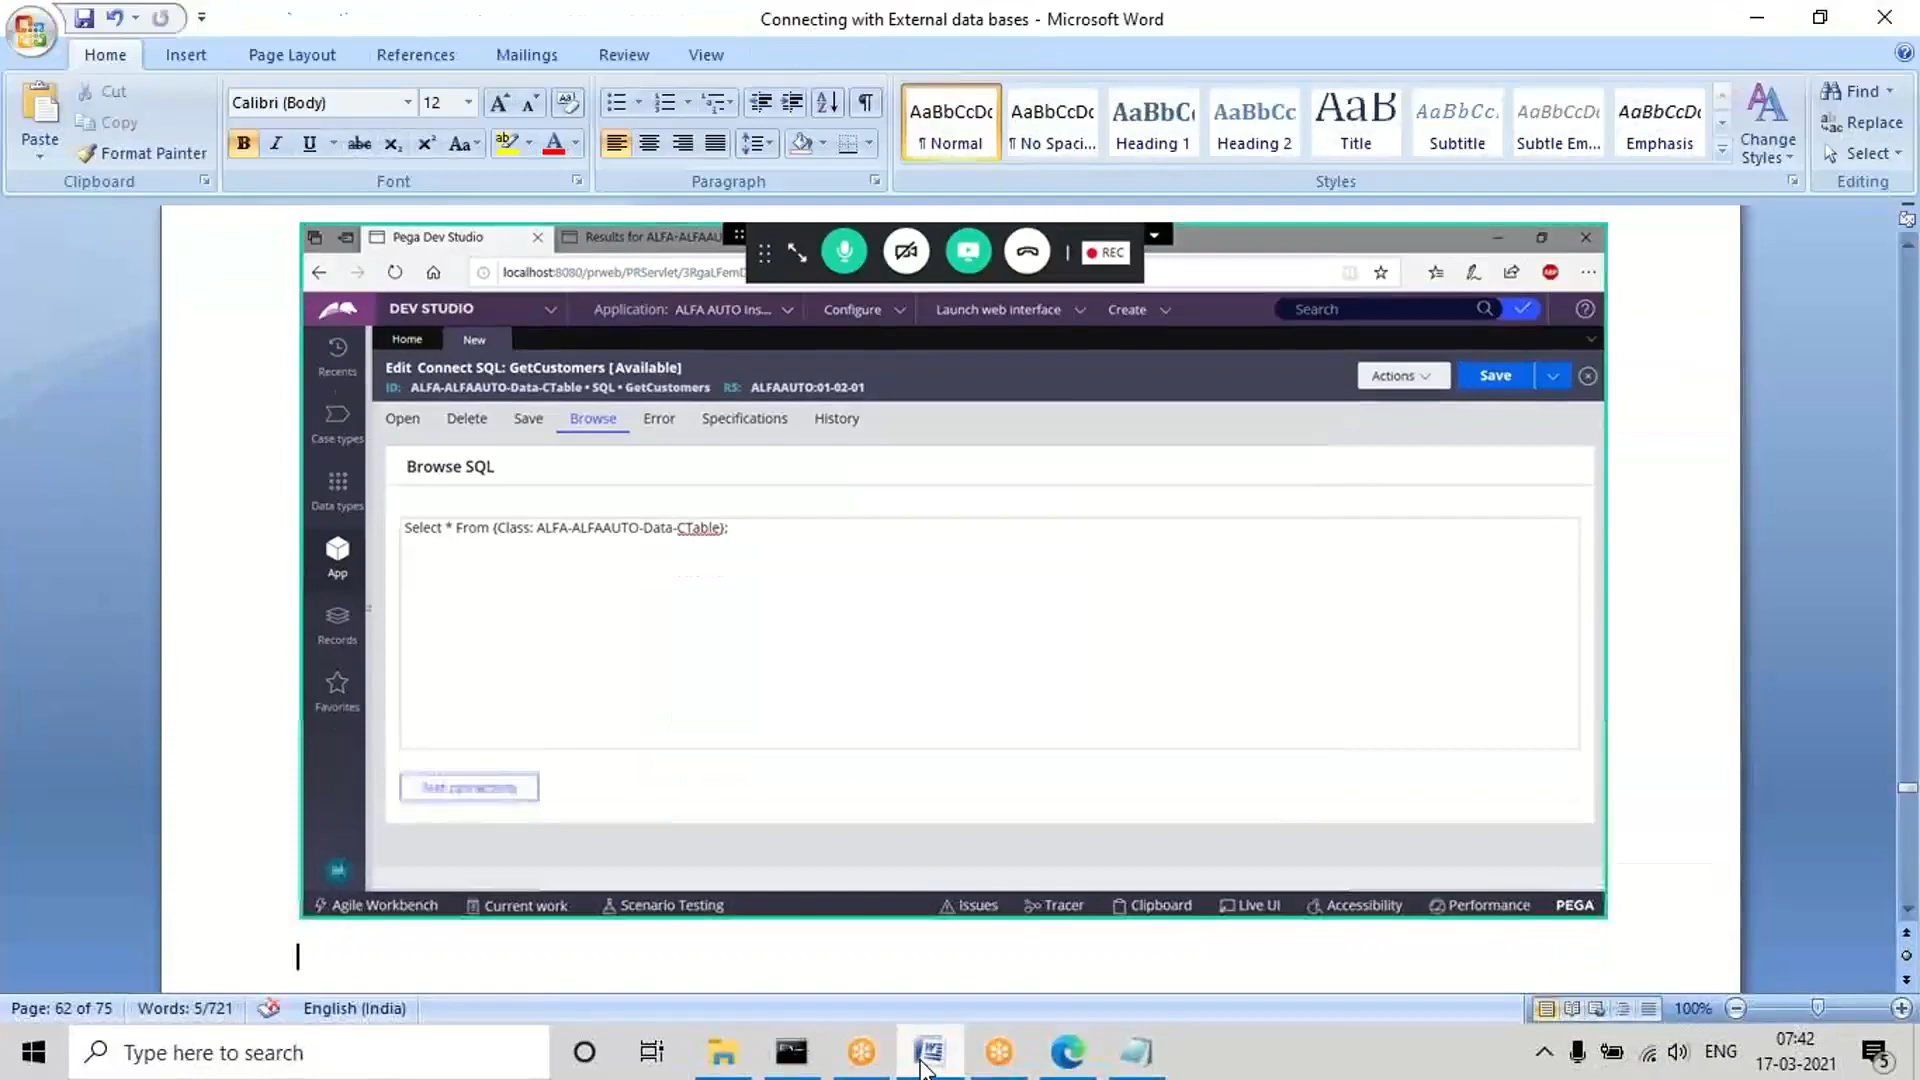 Connecting with External data bases - Microsoft Word
Home Insert Page Layout References Mailings Review View
Paste Cut Copy Format Painter Clipboard
Calibri (Body) 12
Font
Paragraph
AaBbCcDc ¶ Normal
AaBbCcDc ¶ No Spaci...
AaBbC Heading 1
AaBbCc Heading 2
AaB Title
AaBbCc. Subtitle
AaBbCcDc Subtle Em...
AaBbCcDc Emphasis
Change Styles
Styles
Find Replace Select Editing
Pega Dev Studio Results for ALFA-ALFAAU
REC
localhost:8080/prweb/PRServlet/3RgaLFemD
DEV STUDIO Application: ALFA AUTO Ins... Configure Launch web interface Create Search
Home New
Edit Connect SQL: GetCustomers [Available]
ID: ALFA-ALFAAUTO-Data-CTable • SQL • GetCustomers RS: ALFAAUTO:01-02-01
Actions Save
Open Delete Save Browse Error Specifications History
Recents
Case types
Data types
App
Records
Favorites
Browse SQL
Select * From {Class: ALFA-ALFAAUTO-Data-CTable};
Agile Workbench Current work Scenario Testing Issues Tracer Clipboard Live UI Accessibility Performance PEGA
Page: 62 of 75 Words: 5/721 English (India) 100%
Type here to search
ENG
07:42
17-03-2021
5